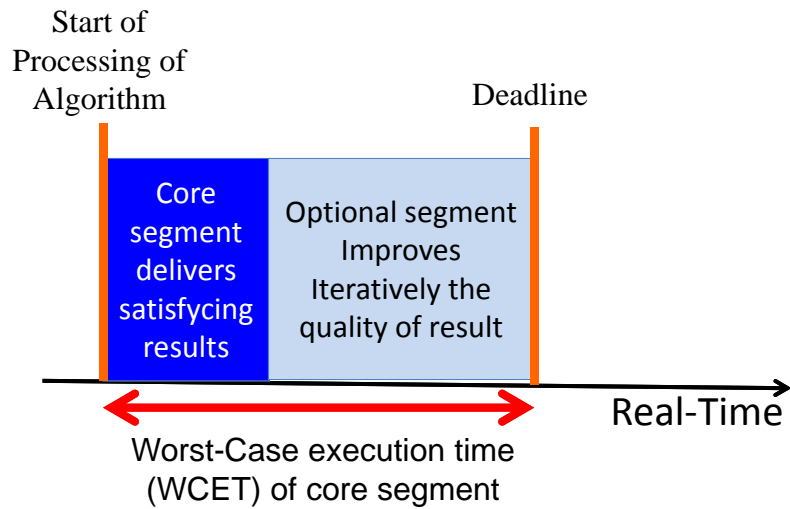 Start of
Processing of
Algorithm
Deadline
Core
segment
delivers
satisfycing
results
Optional segment
Improves
Iteratively the
quality of result
Real-Time
Worst-Case execution time
(WCET) of core segment